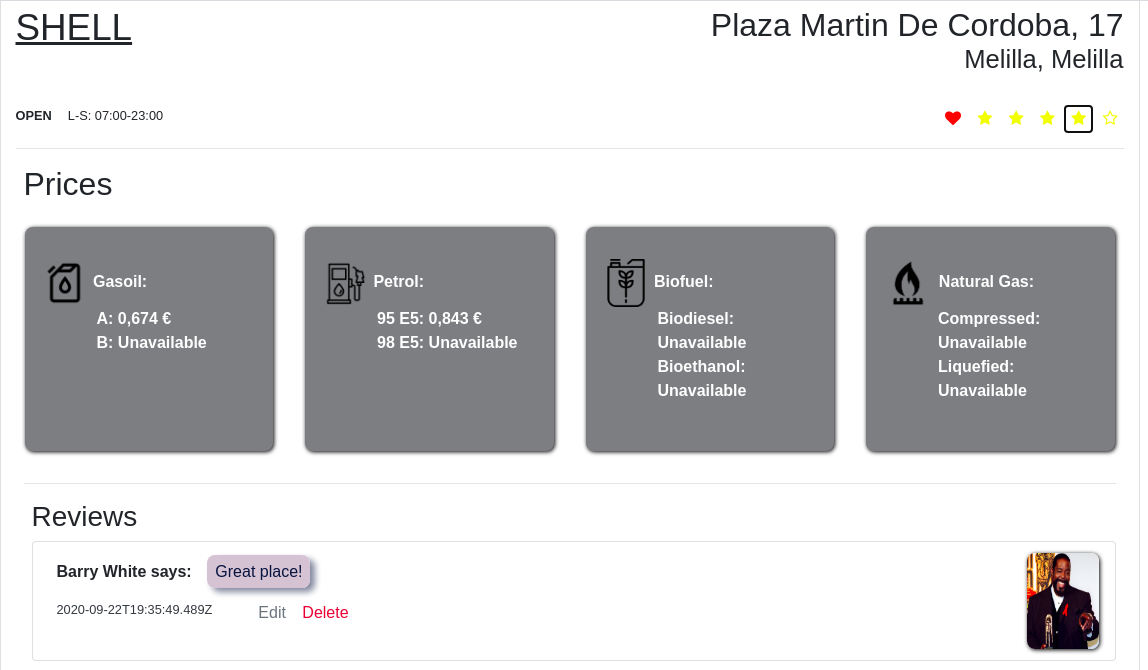 SHELL
Plaza Martin De Cordoba, 17
Melilla, Melilla
OPEN L-S: 07:00-23:00
Prices
Gasoil:
A: 0,674 €
B: Unavailable
Petrol:
95 E5: 0,843 €
98 E5: Unavailable
Biofuel:
Biodiesel:
Unavailable
Bioethanol:
Unavailable
Natural Gas:
Compressed:
Unavailable
Liquefied:
Unavailable
Reviews
Barry White says: Great place!
2020-09-22T19:35:49.489Z Edit Delete